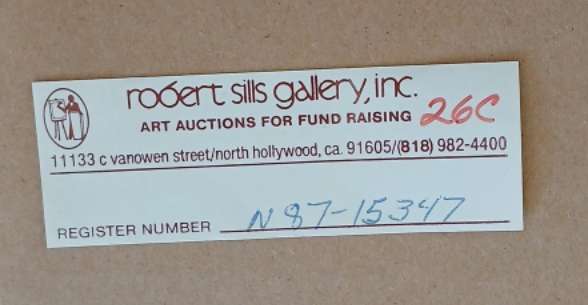 robert sills gallery, inc.
ART AUCTIONS FOR FUND RAISING 26C
11133 c vanowen street/north hollywood, ca. 91605/(818) 982-4400
REGISTER NUMBER N 87-15347